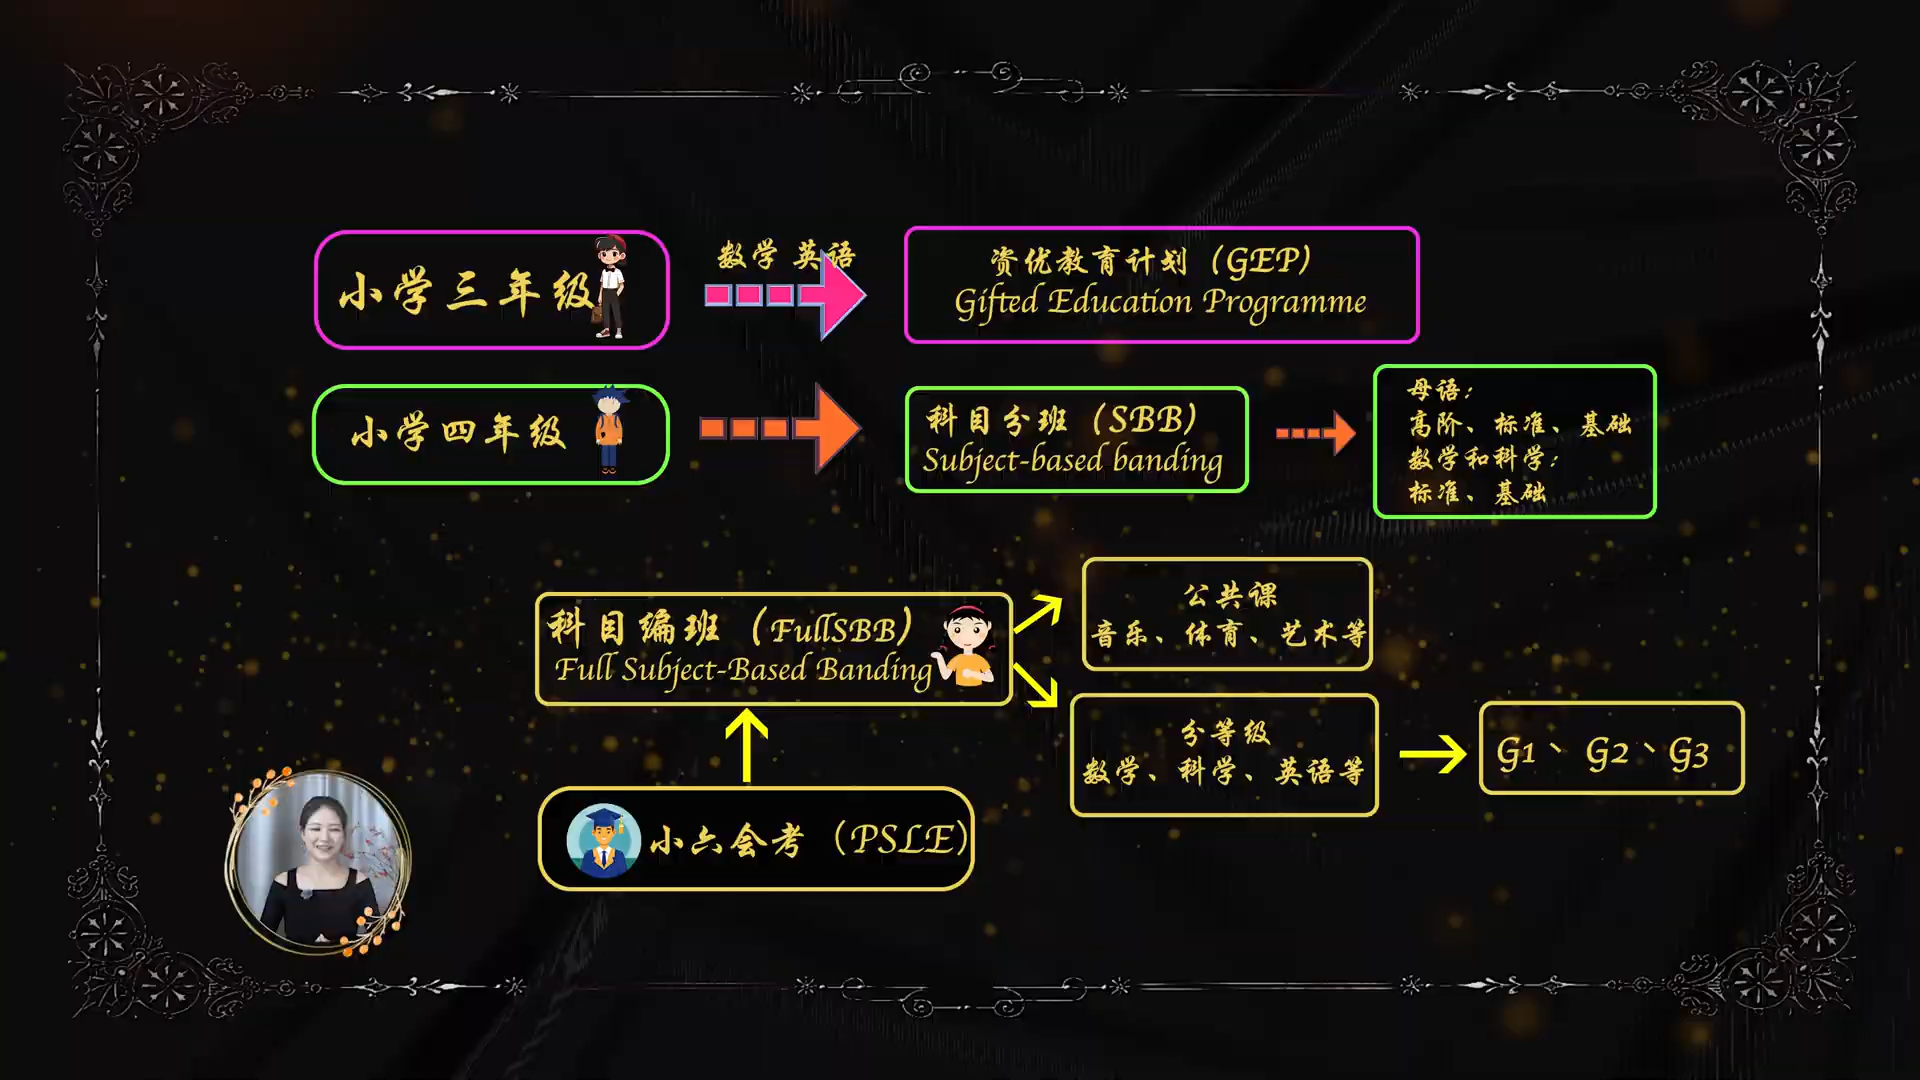 小学三年级
数学 英语
资优教育计划（GEP）
Gifted Education Programme
小学四年级
科目分班（SBB）
Subject-based banding
母语：
高阶、标准、基础
数学和科学：
标准、基础
科目编班（FullSBB）
Full Subject-Based Banding
公共课
音乐、体育、艺术等
分等级
数学、科学、英语等
G1、G2、G3
小六会考（PSLE）